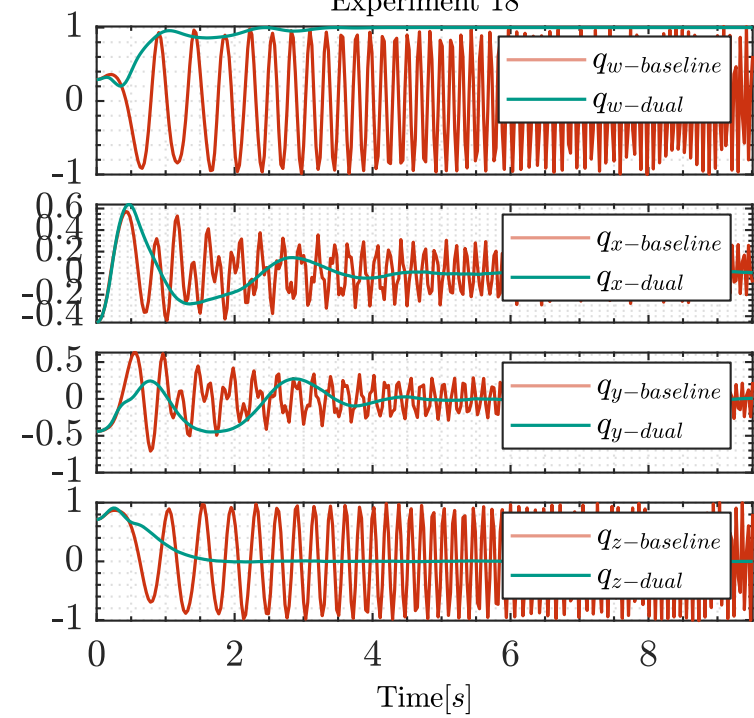 Experiment 18
1
0
-1
q_{w-baseline}
q_{w-dual}
0.6
0.4
0.2
0
-0.2
-0.4
q_{x-baseline}
q_{x-dual}
0.5
0
-0.5
-1
q_{y-baseline}
q_{y-dual}
1
0
-1
q_{z-baseline}
q_{z-dual}
0 2 4 6 8
Time[s]